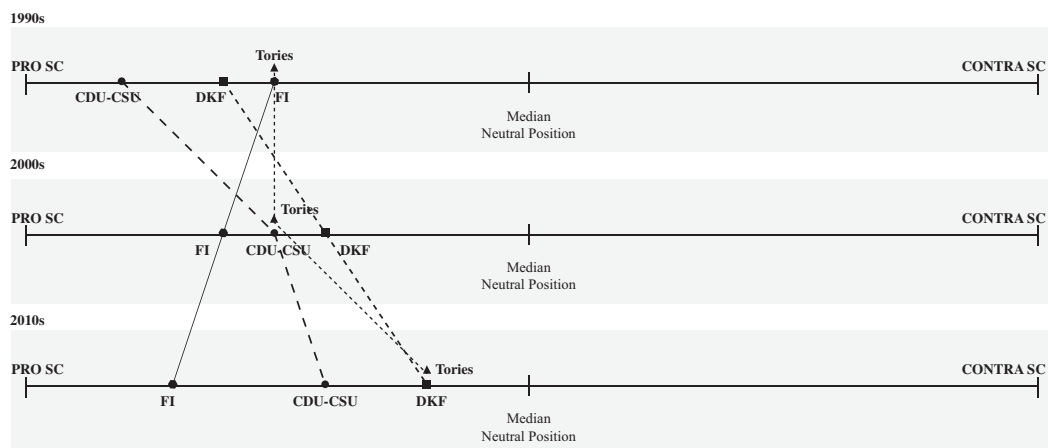 1990s
Tories
PRO SC
CONTRA SC
CDU-CSU
DKF
FI
Median
Neutral Position
2000s
Tories
PRO SC
CONTRA SC
FI
CDU-CSU
DKF
Median
Neutral Position
2010s
PRO SC
Tories
CONTRA SC
FI
CDU-CSU
DKF
Median
Neutral Position